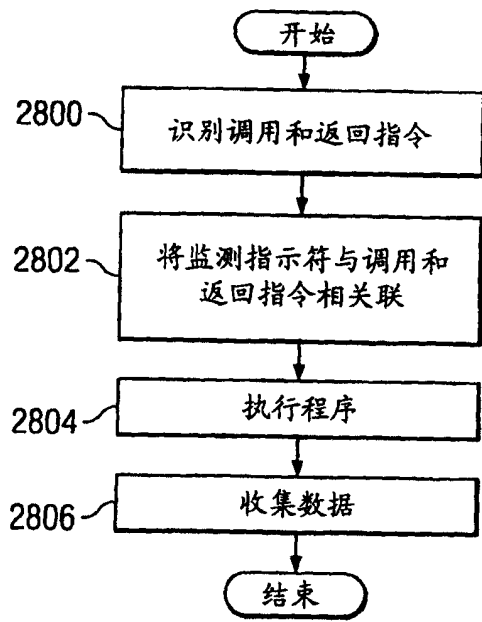 开始
2800
识别调用和返回指令
2802
将监测指示符与调用和
返回指令相关联
2804
执行程序
2806
收集数据
结束